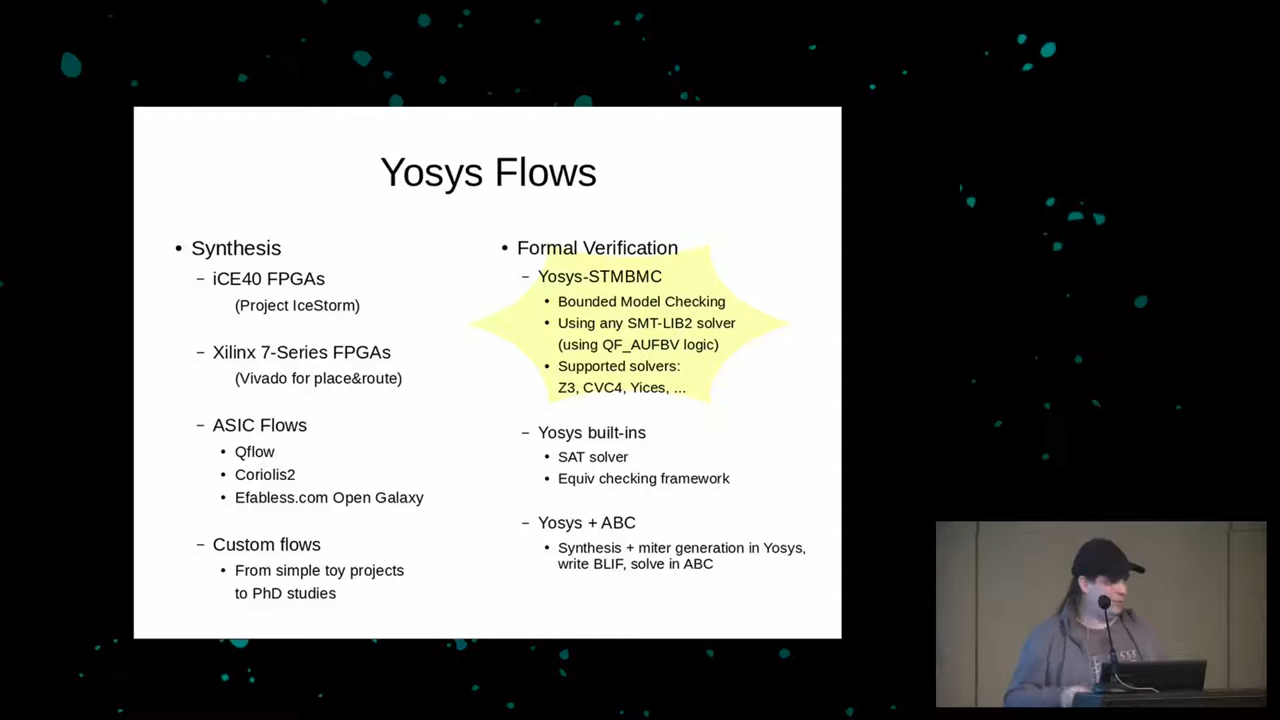 Yosys Flows
• Synthesis
– iCE40 FPGAs
(Project IceStorm)
– Xilinx 7-Series FPGAs
(Vivado for place&route)
– ASIC Flows
• Qflow
• Coriolis2
• Efabless.com Open Galaxy
– Custom flows
• From simple toy projects
to PhD studies
• Formal Verification
– Yosys-STMBMC
• Bounded Model Checking
• Using any SMT-LIB2 solver
(using QF_AUFBV logic)
• Supported solvers:
Z3, CVC4, Yices, ...
– Yosys built-ins
• SAT solver
• Equiv checking framework
– Yosys + ABC
• Synthesis + miter generation in Yosys,
write BLIF, solve in ABC